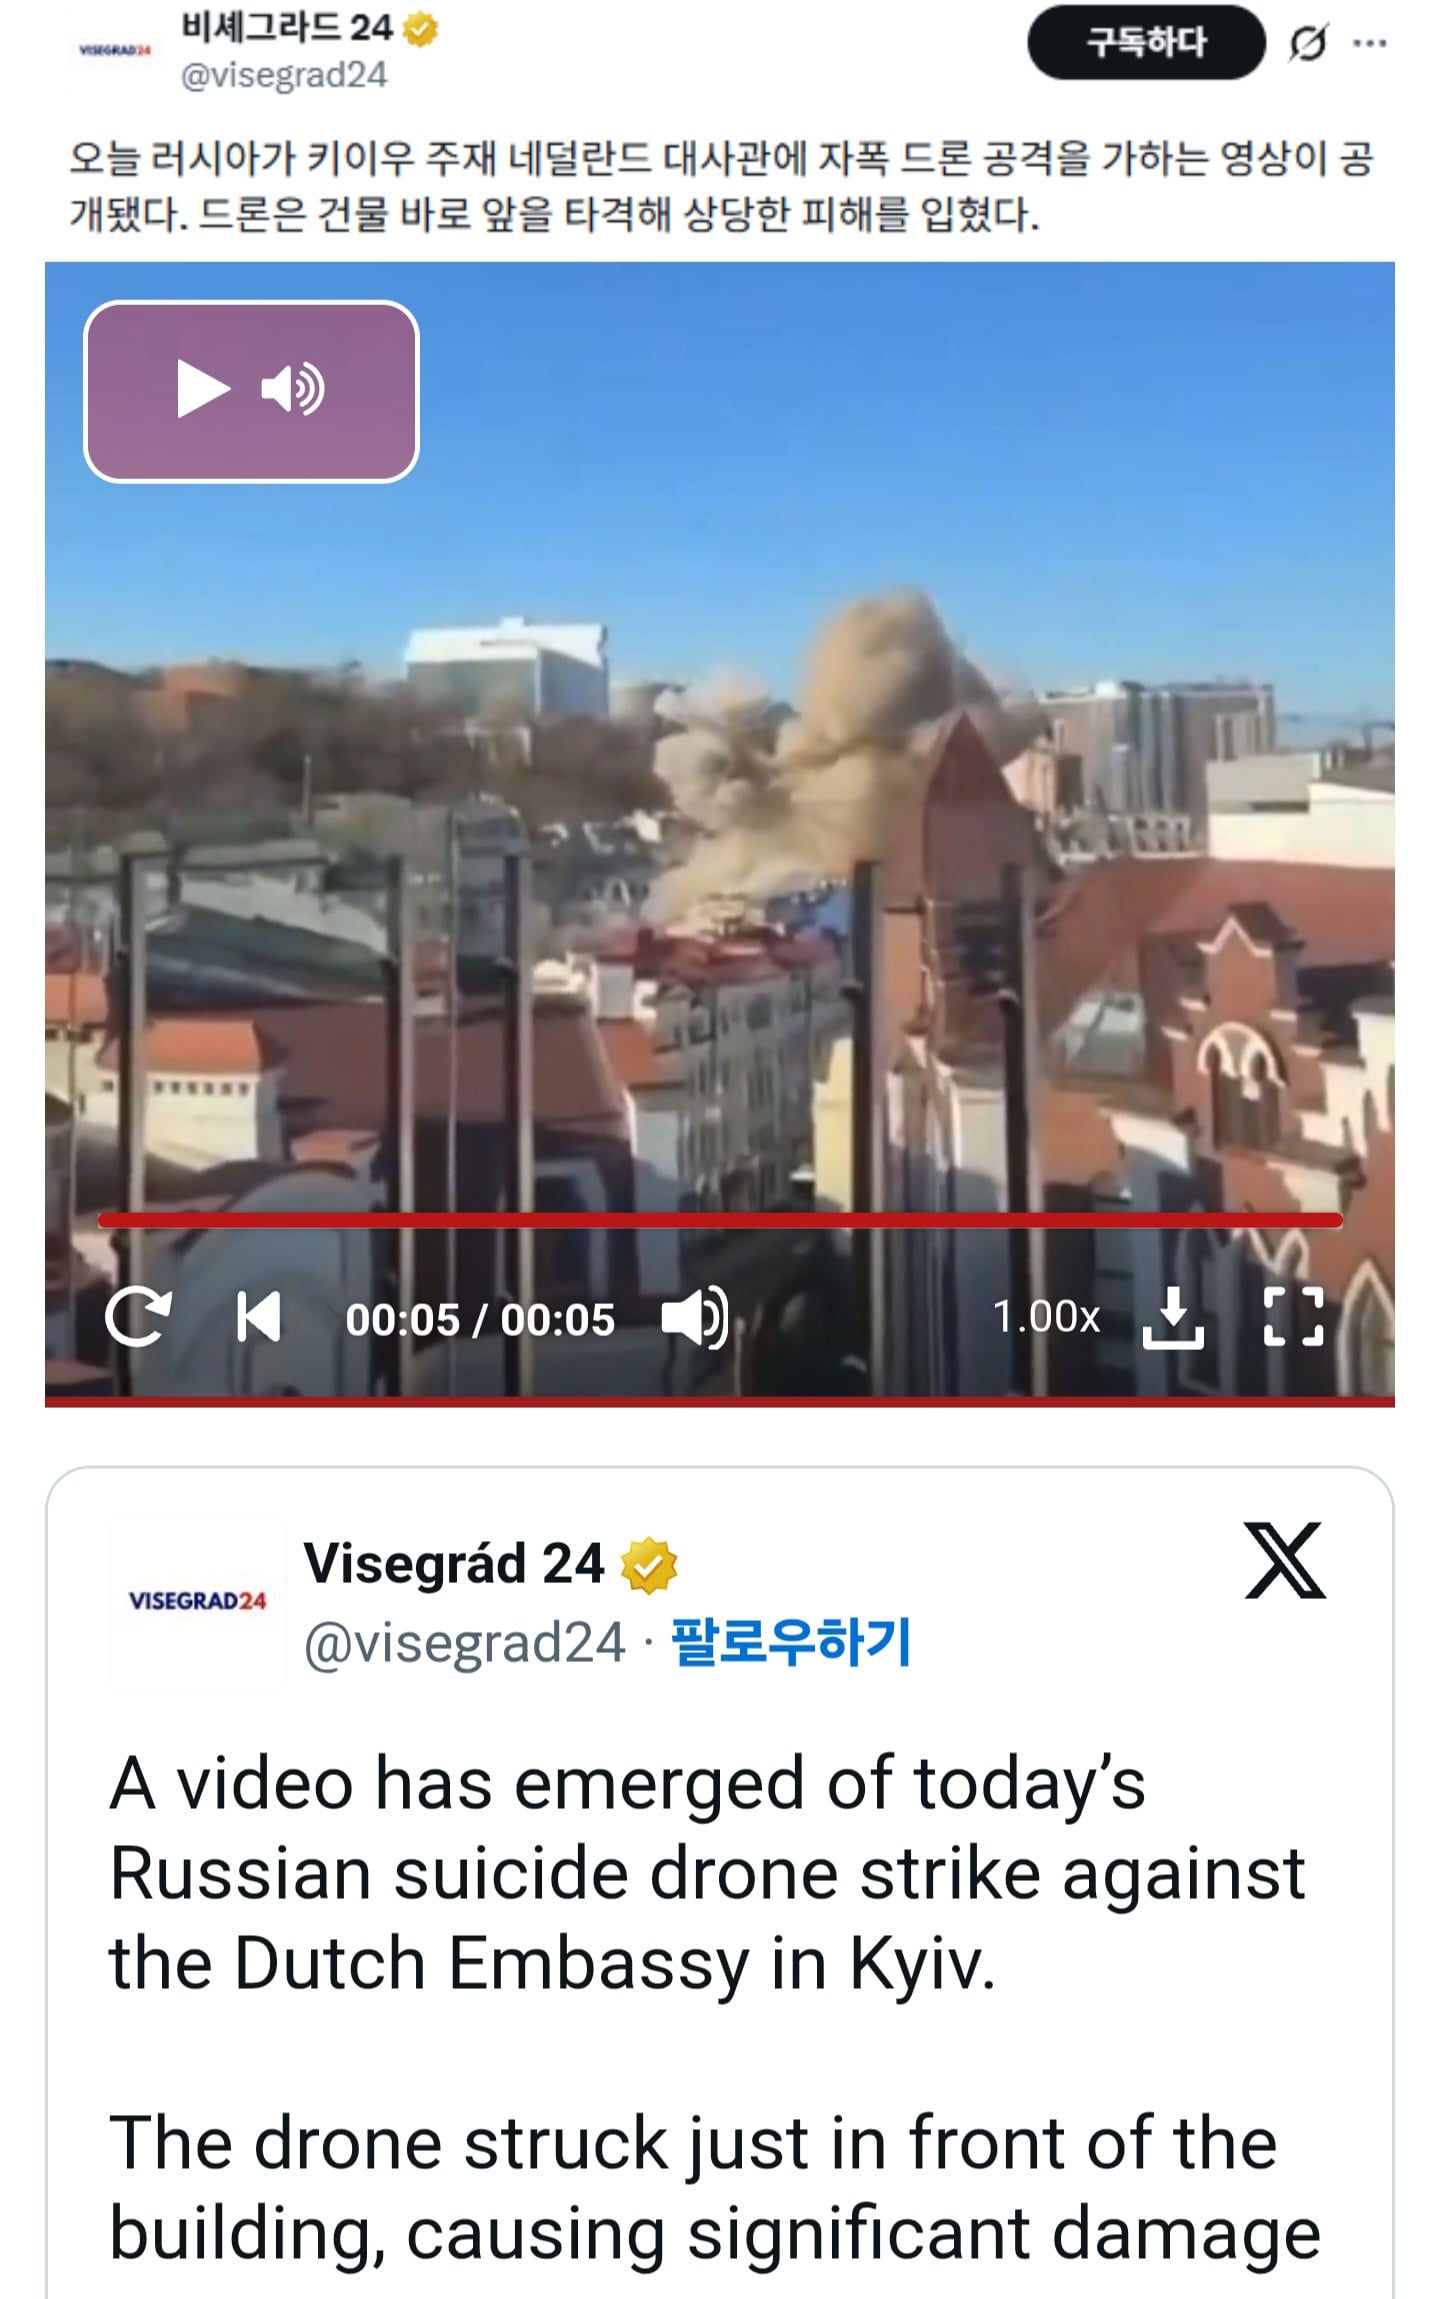 비셰그라드 24
VISEGRAD24
@visegrad24
구독하다
오늘 러시아가 키이우 주재 네덜란드 대사관에 자폭 드론 공격을 가하는 영상이 공
개됐다. 드론은 건물 바로 앞을 타격해 상당한 피해를 입혔다.
00:05 / 00:05
1.00x
Visegrád 24
VISEGRAD24
@visegrad24 · 팔로우하기
A video has emerged of today’s
Russian suicide drone strike against
the Dutch Embassy in Kyiv.
The drone struck just in front of the
building, causing significant damage